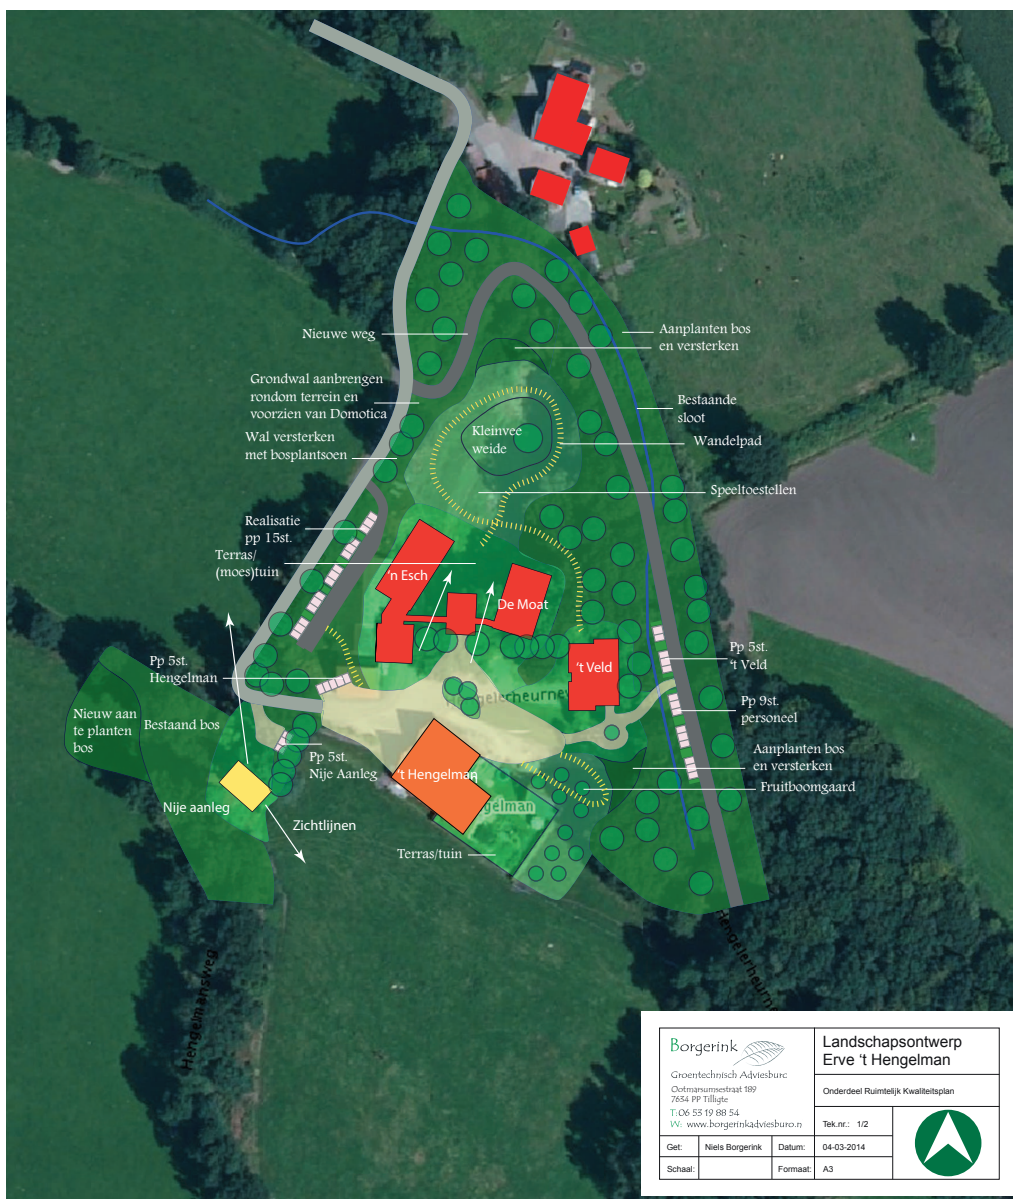 Nieuwe weg
Aanplanten bos
en versterken
Grondwal aanbrengen
rondom terrein en
voorzien van Domotica
Bestaande
sloot
Kleinvee
weide
Wal versterken
met bosplantsoen
Wandelpad
Speeltoestellen
Realisatie
pp 15st.
Terras/
(moes)tuin
'n Esch
De Moat
Pp 5st.
Hengelman
't Veld
Pp 5st.
't Veld
Nieuw aan
te planten
bos
Bestaand bos
Pp 9st.
personeel
Pp 5st.
Nije Aanleg
't Hengelman
Aanplanten bos
en versterken
Fruitboomgaard
Nije aanleg
Zichtlijnen
gelman
Terras/tuin
Hengelmansweg
Borgerink
Groentechnisch Adviesburo
Ootmarsumsestraat 189
7634 PP Tilligte
T: 06 53 19 88 54
W: www.borgerinkadviesburo.n
Landschapsontwerp
Erve 't Hengelman
Onderdeel Ruimtelijk Kwaliteitsplan
Tek.nr.: 1/2
Get: Niels Borgerink Datum: 04-03-2014
Schaal: Formaat: A3